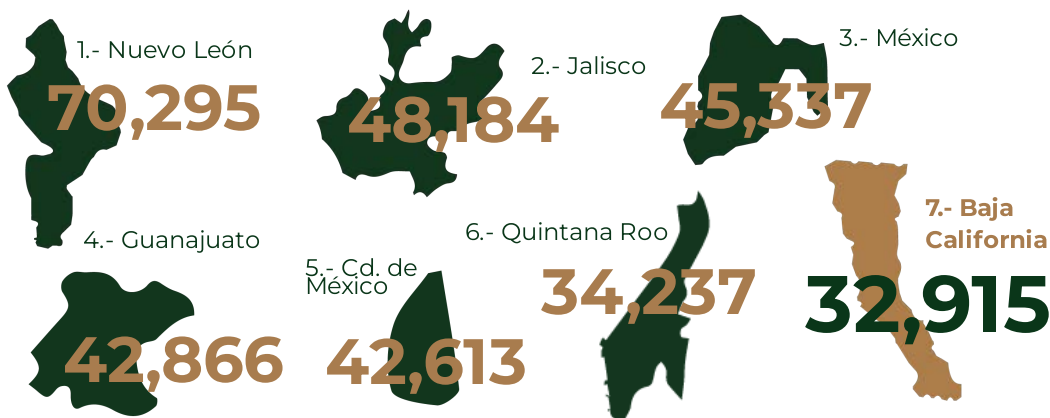 1.- Nuevo León
70,295
2.- Jalisco
48,184
3.- México
45,337
4.- Guanajuato
42,866
5.- Cd. de
México
42,613
6.- Quintana Roo
34,237
7.- Baja
California
32,915